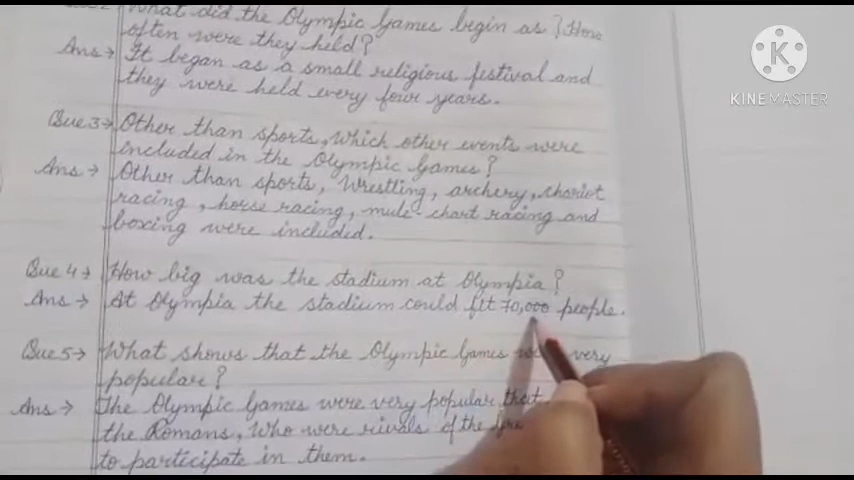 What did the Olympic Games begin as? How
often were they held?
Ans → It began as a small religious festival and
they were held every four years.
Que 3 → Other than sports, which other events were
included in the Olympic Games?
Ans → Other than sports, Wrestling, archery, chariot
racing, horse racing, mule-chart racing and
boxing were included.
Que 4 → How big was the stadium at Olympia?
Ans → At Olympia the stadium could fit 70,000 people.
Que 5 → What shows that the Olympic Games very
popular?
Ans → The Olympic Games were very popular that
the Romans, Who were rivals of the
to participate in them.
KINEMASTER